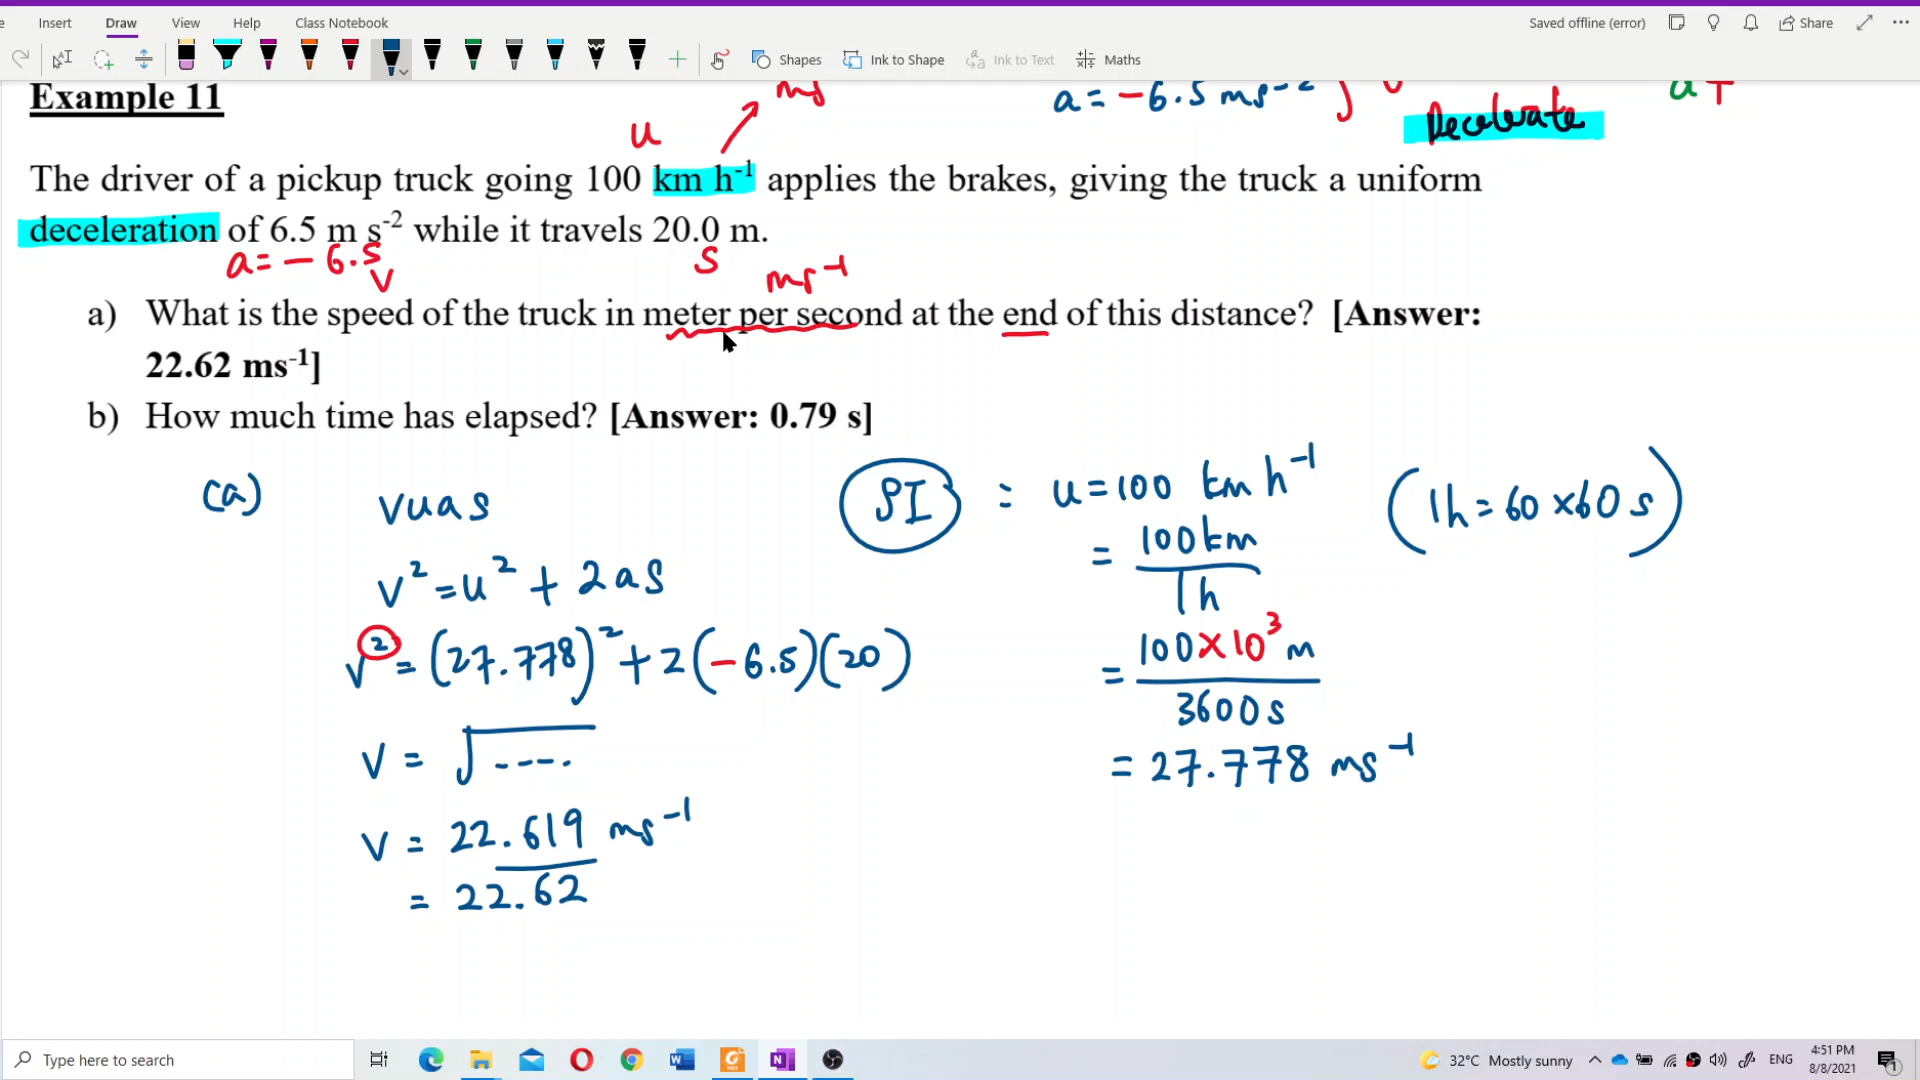 Insert Draw View Help Class Notebook Saved offline (error) Share
Shapes Ink to Shape Ink to Text Maths
Example 11
u ms a = -6.5 ms-2 Decelerate a +
The driver of a pickup truck going 100 km h-1 applies the brakes, giving the truck a uniform
deceleration of 6.5 m s-2 while it travels 20.0 m.
a = - 6.5 s
v ms-1
a) What is the speed of the truck in meter per second at the end of this distance? [Answer:
22.62 ms-1]
b) How much time has elapsed? [Answer: 0.79 s]
(a) vuas
v2 = u2 + 2as
v2 = (27.778)2 + 2(-6.5)(20)
v = √----.
v = 22.619 ms-1
= 22.62
SI : u = 100 km h-1 (1h = 60 x 60 s)
= 100km / 1h
= 100 x 10^3 m / 3600 s
= 27.778 ms-1
Type here to search
32°C Mostly sunny ENG 4:51 PM
8/8/2021 1